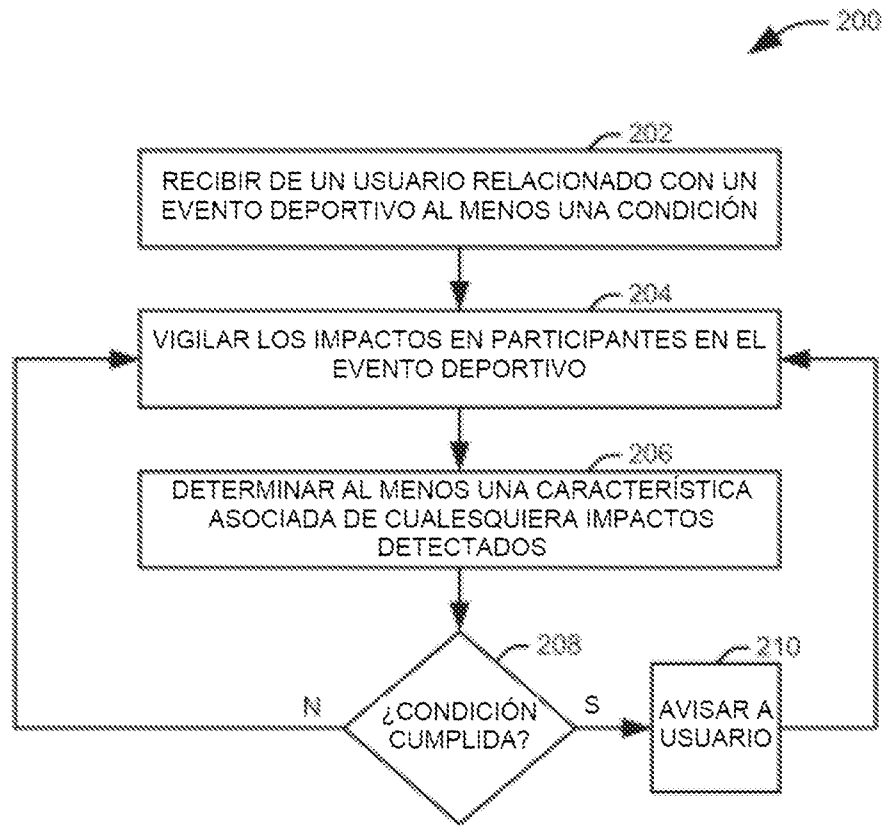 200
202
RECIBIR DE UN USUARIO RELACIONADO CON UN
EVENTO DEPORTIVO AL MENOS UNA CONDICIÓN
204
VIGILAR LOS IMPACTOS EN PARTICIPANTES EN EL
EVENTO DEPORTIVO
206
DETERMINAR AL MENOS UNA CARACTERÍSTICA
ASOCIADA DE CUALESQUIERA IMPACTOS
DETECTADOS
208
¿CONDICIÓN
CUMPLIDA?
N
S
210
AVISAR A
USUARIO